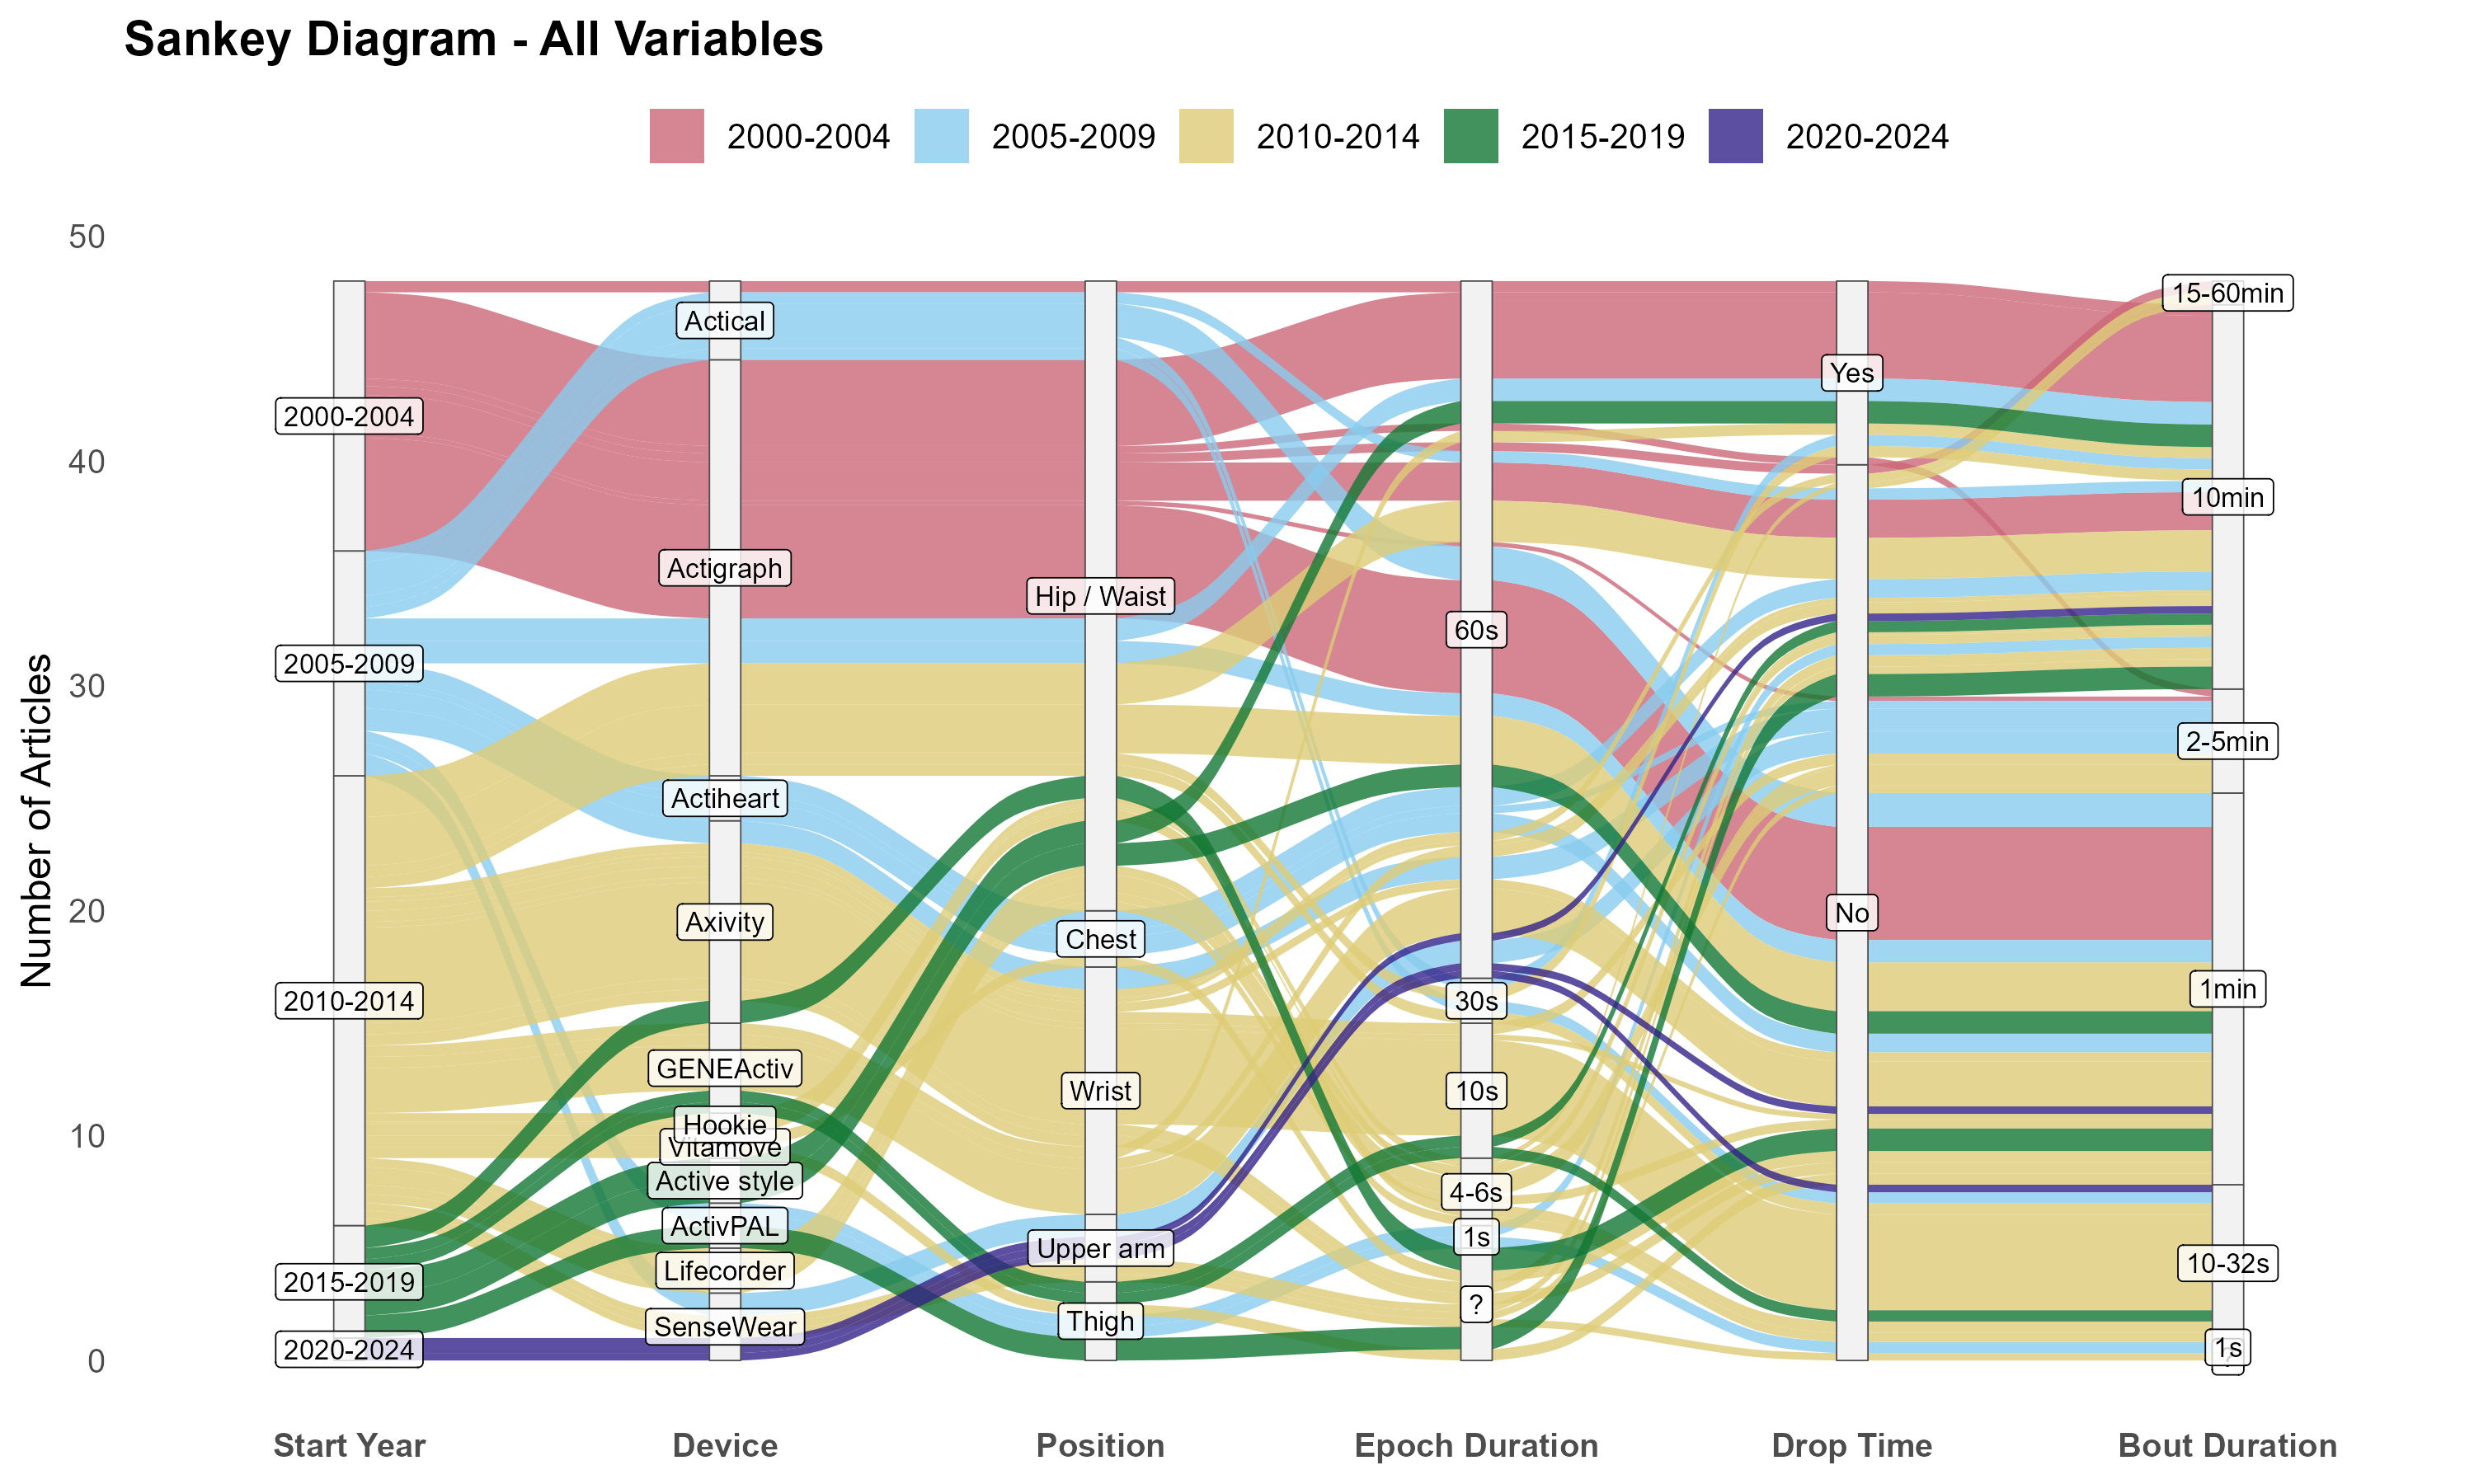 Sankey Diagram - All Variables
2000-2004 2005-2009 2010-2014 2015-2019 2020-2024
Number of Articles
50
40
30
20
10
0
2000-2004
2005-2009
2010-2014
2015-2019
2020-2024
Actical
Actigraph
Actiheart
Axivity
GENEActiv
Hookie
Vitamove
Active style
ActivPAL
Lifecorder
SenseWear
Hip / Waist
Chest
Wrist
Upper arm
Thigh
60s
30s
10s
4-6s
1s
?
Yes
No
15-60min
10min
2-5min
1min
10-32s
1s
Start Year Device Position Epoch Duration Drop Time Bout Duration